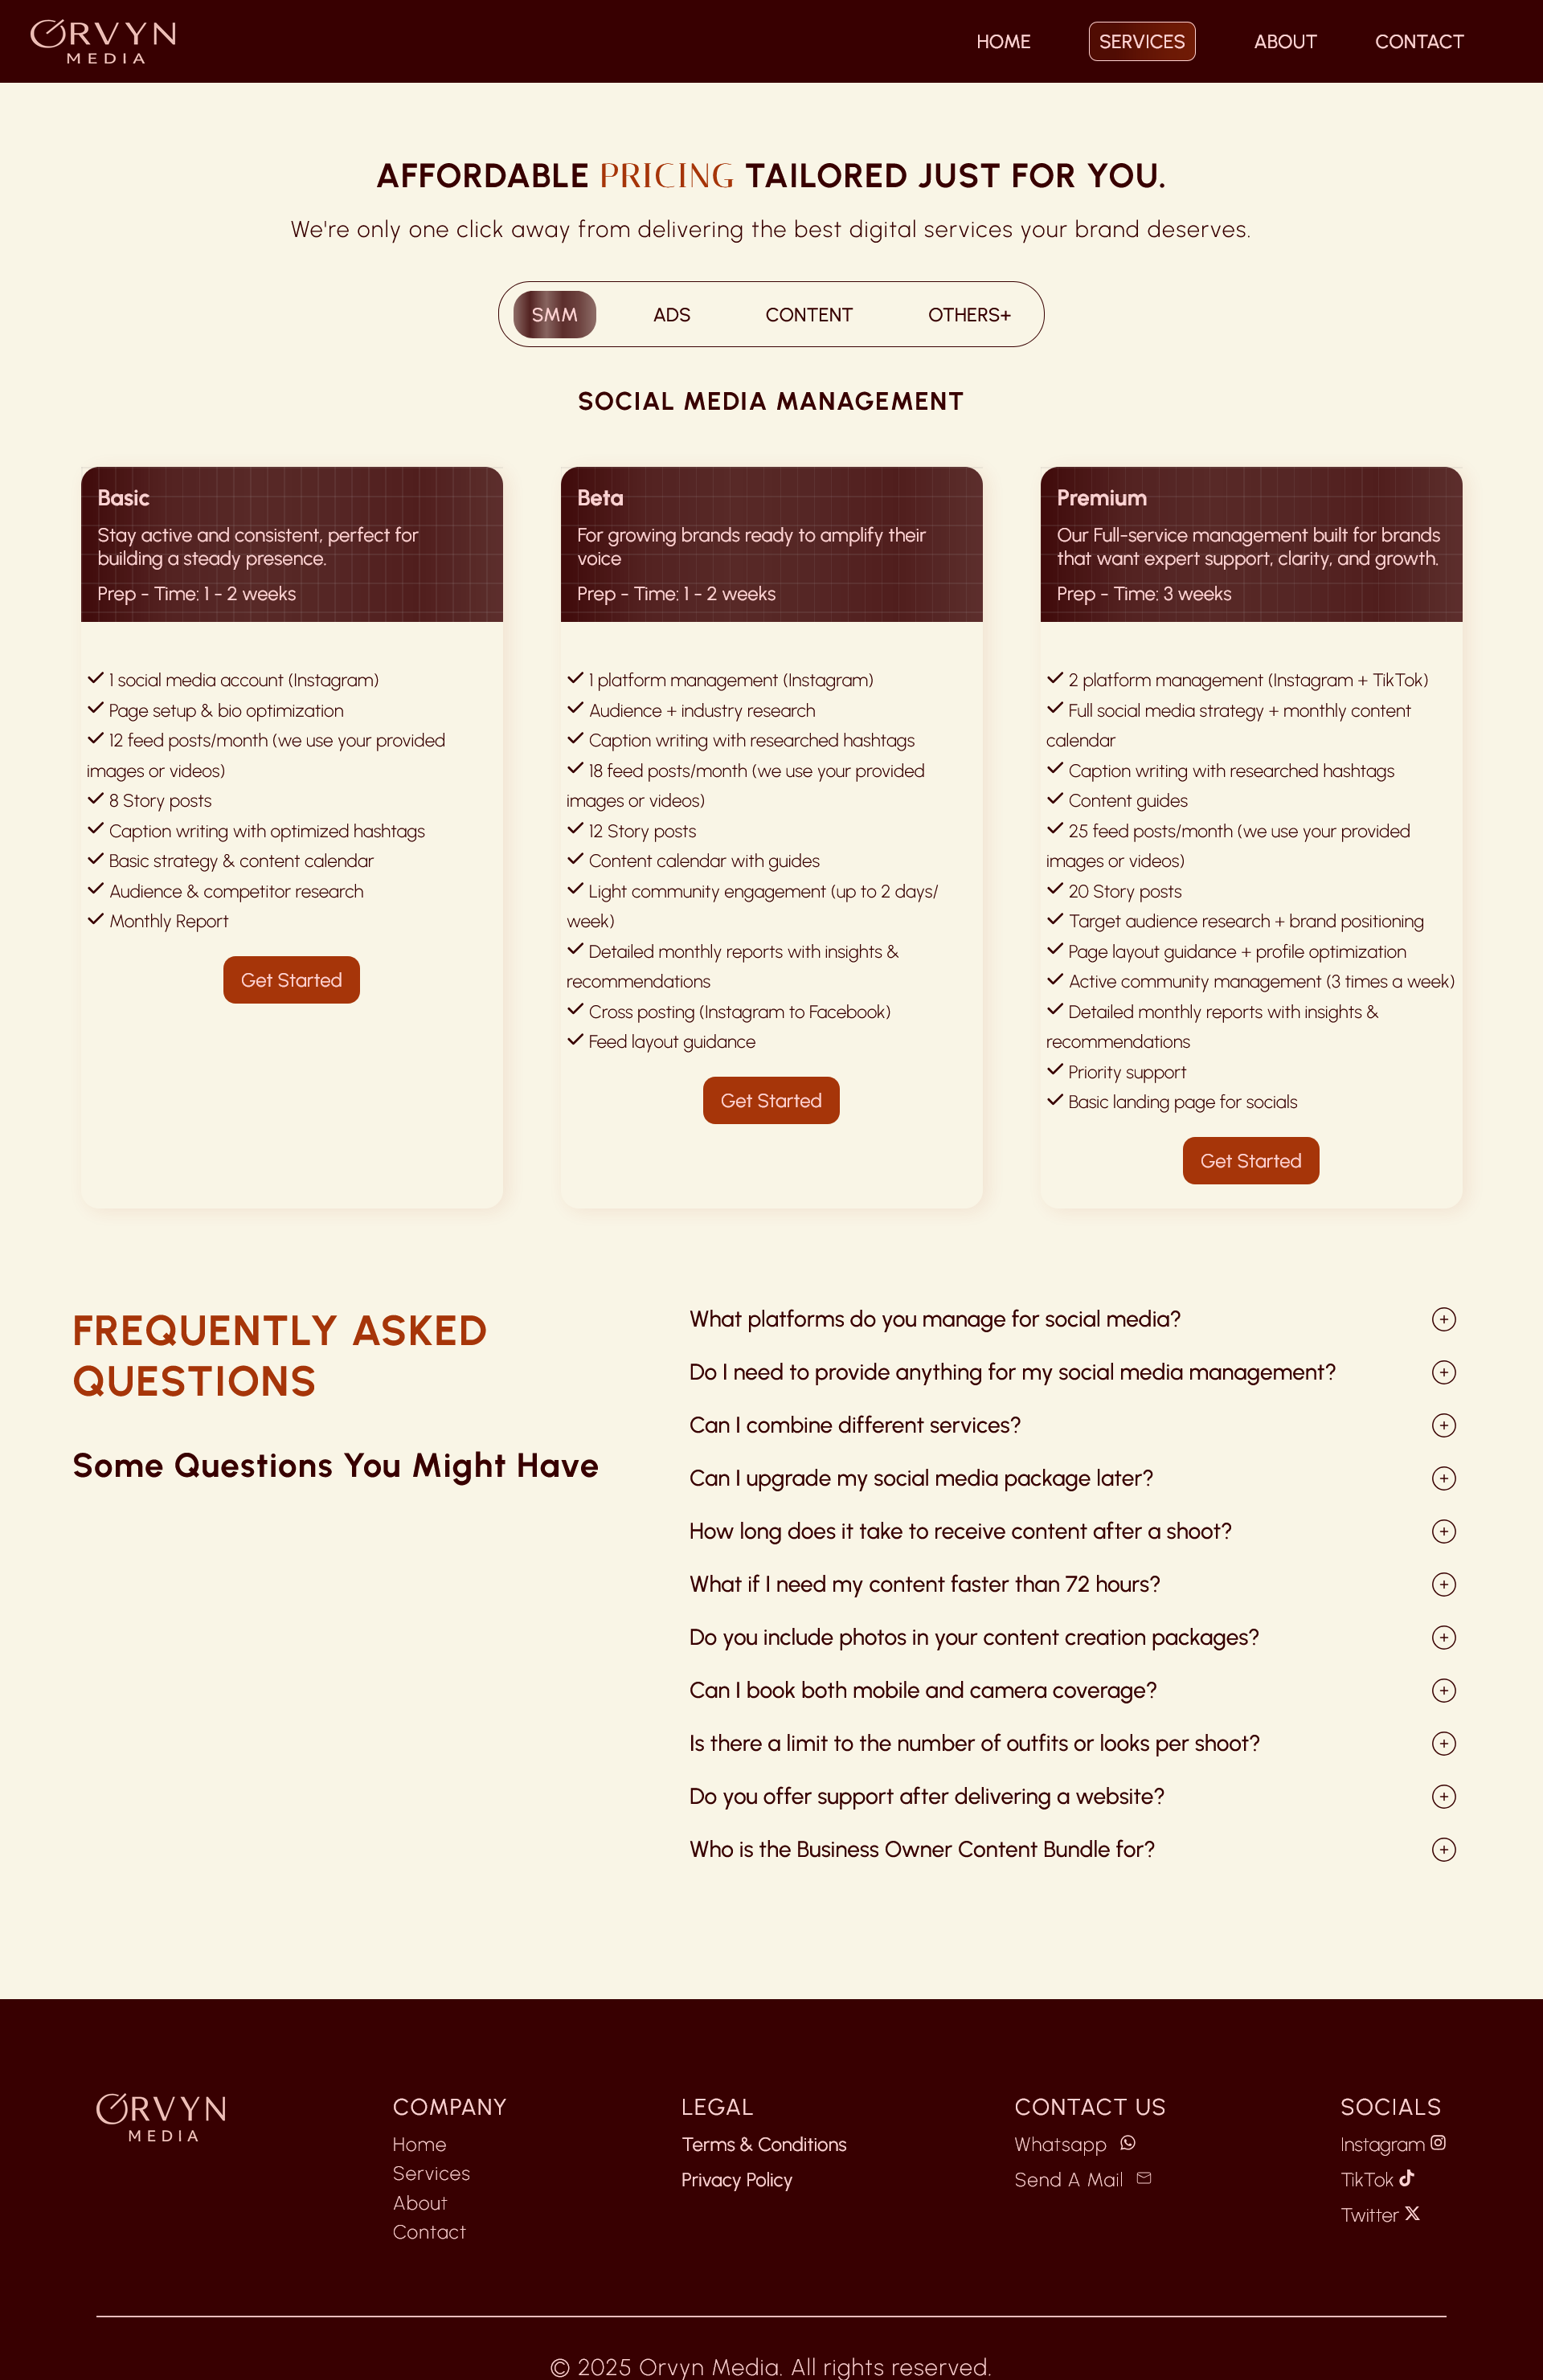 ORVYN
MEDIA
HOME
SERVICES
ABOUT
CONTACT
AFFORDABLE PRICING TAILORED JUST FOR YOU.
We're only one click away from delivering the best digital services your brand deserves.
SMM
ADS
CONTENT
OTHERS+
SOCIAL MEDIA MANAGEMENT
Basic
Stay active and consistent, perfect for
building a steady presence.
Prep - Time: 1 - 2 weeks
1 social media account (Instagram)
Page setup & bio optimization
12 feed posts/month (we use your provided
images or videos)
8 Story posts
Caption writing with optimized hashtags
Basic strategy & content calendar
Audience & competitor research
Monthly Report
Get Started
Beta
For growing brands ready to amplify their
voice
Prep - Time: 1 - 2 weeks
1 platform management (Instagram)
Audience + industry research
Caption writing with researched hashtags
18 feed posts/month (we use your provided
images or videos)
12 Story posts
Content calendar with guides
Light community engagement (up to 2 days/
week)
Detailed monthly reports with insights &
recommendations
Cross posting (Instagram to Facebook)
Feed layout guidance
Get Started
Premium
Our Full-service management built for brands
that want expert support, clarity, and growth.
Prep - Time: 3 weeks
2 platform management (Instagram + TikTok)
Full social media strategy + monthly content
calendar
Caption writing with researched hashtags
Content guides
25 feed posts/month (we use your provided
images or videos)
20 Story posts
Target audience research + brand positioning
Page layout guidance + profile optimization
Active community management (3 times a week)
Detailed monthly reports with insights &
recommendations
Priority support
Basic landing page for socials
Get Started
FREQUENTLY ASKED
QUESTIONS
Some Questions You Might Have
What platforms do you manage for social media?
Do I need to provide anything for my social media management?
Can I combine different services?
Can I upgrade my social media package later?
How long does it take to receive content after a shoot?
What if I need my content faster than 72 hours?
Do you include photos in your content creation packages?
Can I book both mobile and camera coverage?
Is there a limit to the number of outfits or looks per shoot?
Do you offer support after delivering a website?
Who is the Business Owner Content Bundle for?
ORVYN
MEDIA
COMPANY
Home
Services
About
Contact
LEGAL
Terms & Conditions
Privacy Policy
CONTACT US
Whatsapp
Send A Mail
SOCIALS
Instagram
TikTok
Twitter
© 2025 Orvyn Media. All rights reserved.